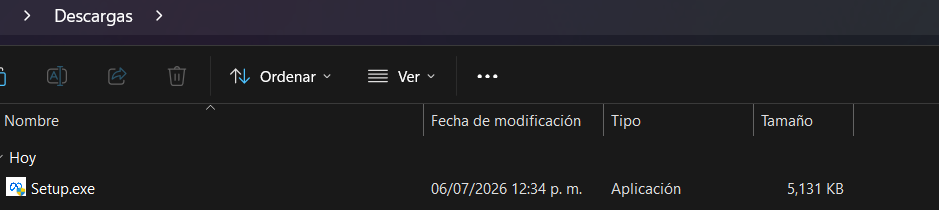 Descargas
Ordenar Ver
Nombre Fecha de modificación Tipo Tamaño
Hoy
Setup.exe 06/07/2026 12:34 p. m. Aplicación 5,131 KB